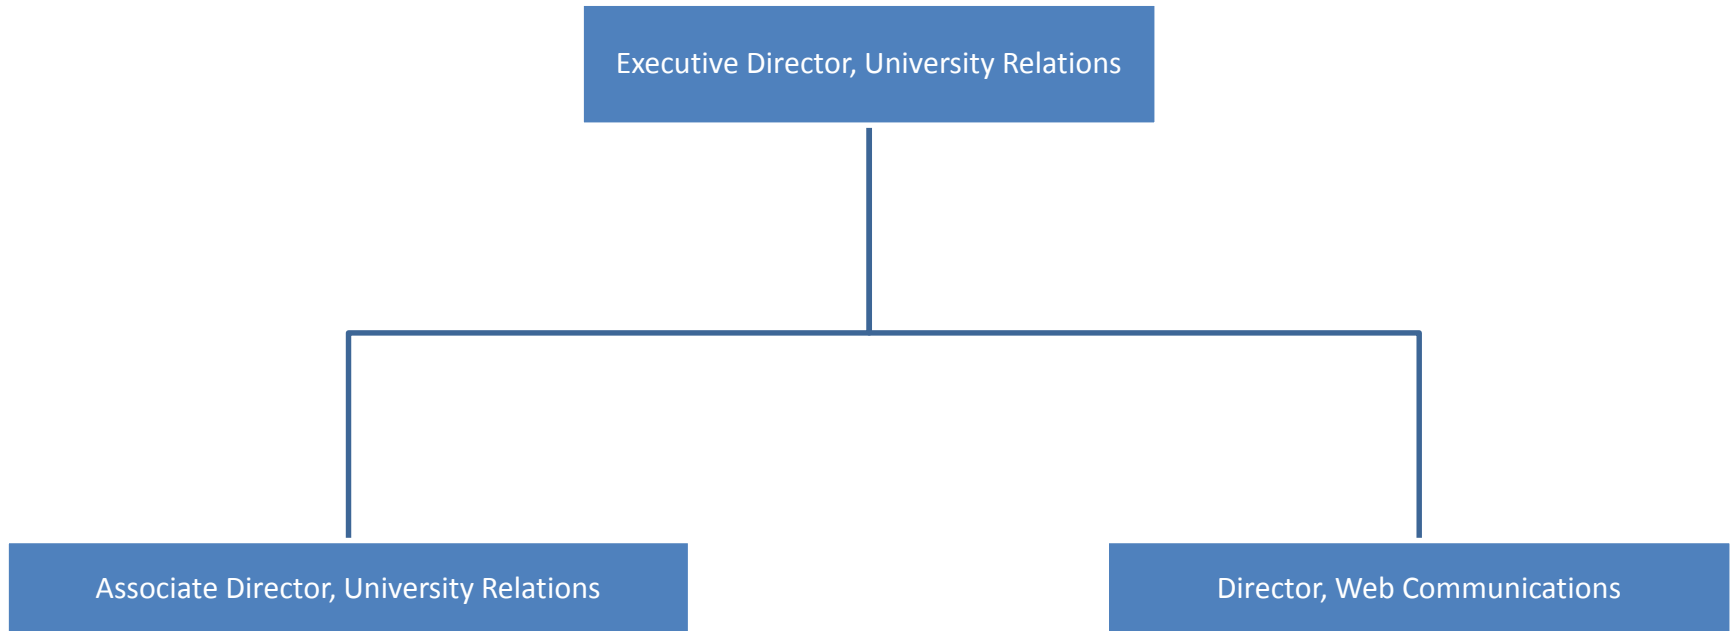 Executive Director, University Relations
Associate Director, University Relations
Director, Web Communications